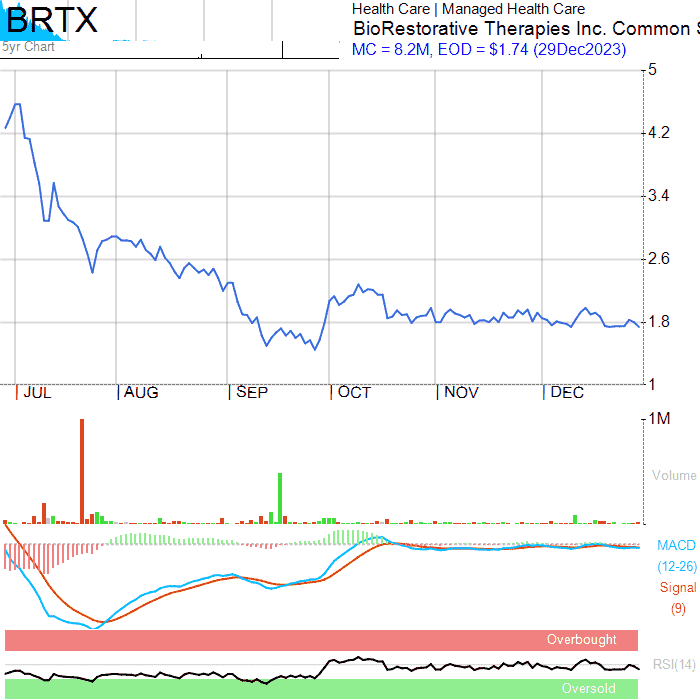 BRTX
5yr Chart
Health Care | Managed Health Care
BioRestorative Therapies Inc. Common S
MC = 8.2M, EOD = $1.74 (29Dec2023)
5
4.2
3.4
2.6
1.8
1
JUL AUG SEP OCT NOV DEC
1M
Volume
MACD
(12-26)
Signal
(9)
Overbought
RSI(14)
Oversold